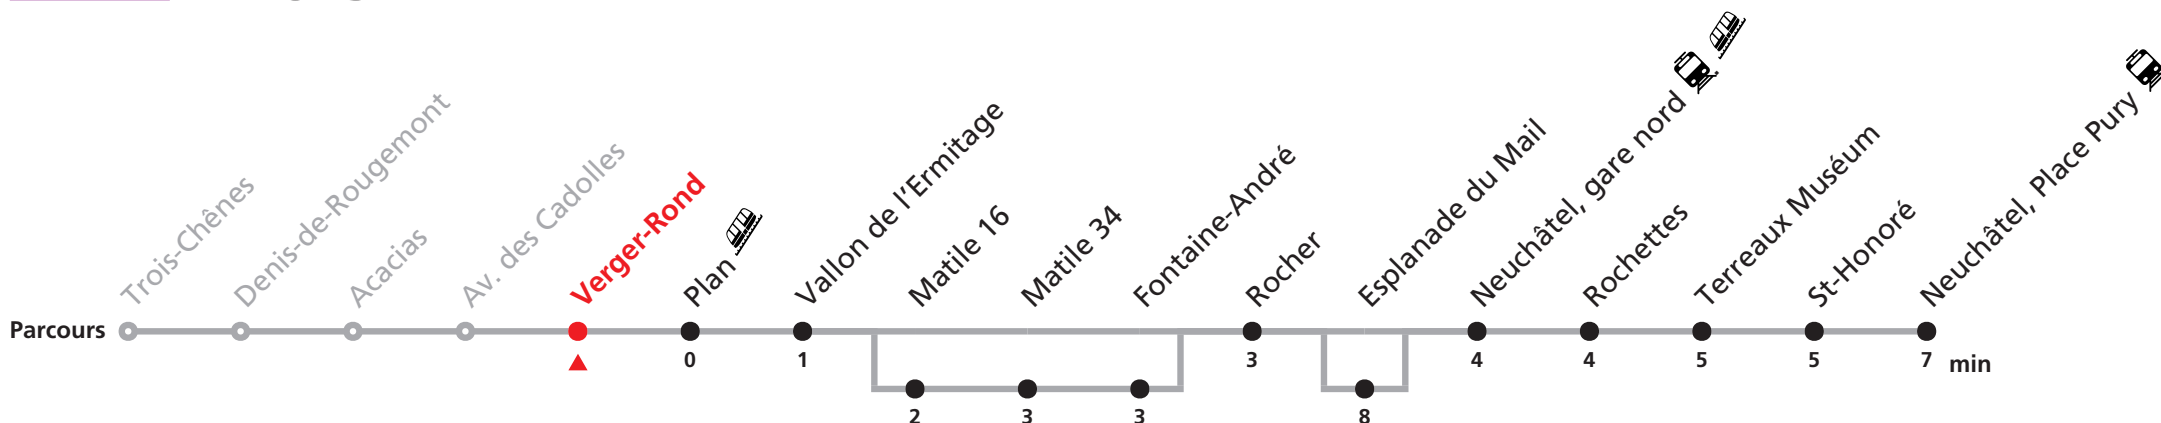 Trois-Chênes
Denis-de-Rougemont
Acacias
Av. des Cadolles
Verger-Rond
Plan
Vallon de l'Ermitage
Matile 16
Matile 34
Fontaine-André
Rocher
Esplanade du Mail
Neuchâtel, gare nord
Rochettes
Terreaux Muséum
St-Honoré
Neuchâtel, Place Pury
Parcours
0 1 3 4 4 5 5 7 min
2 3 3 8